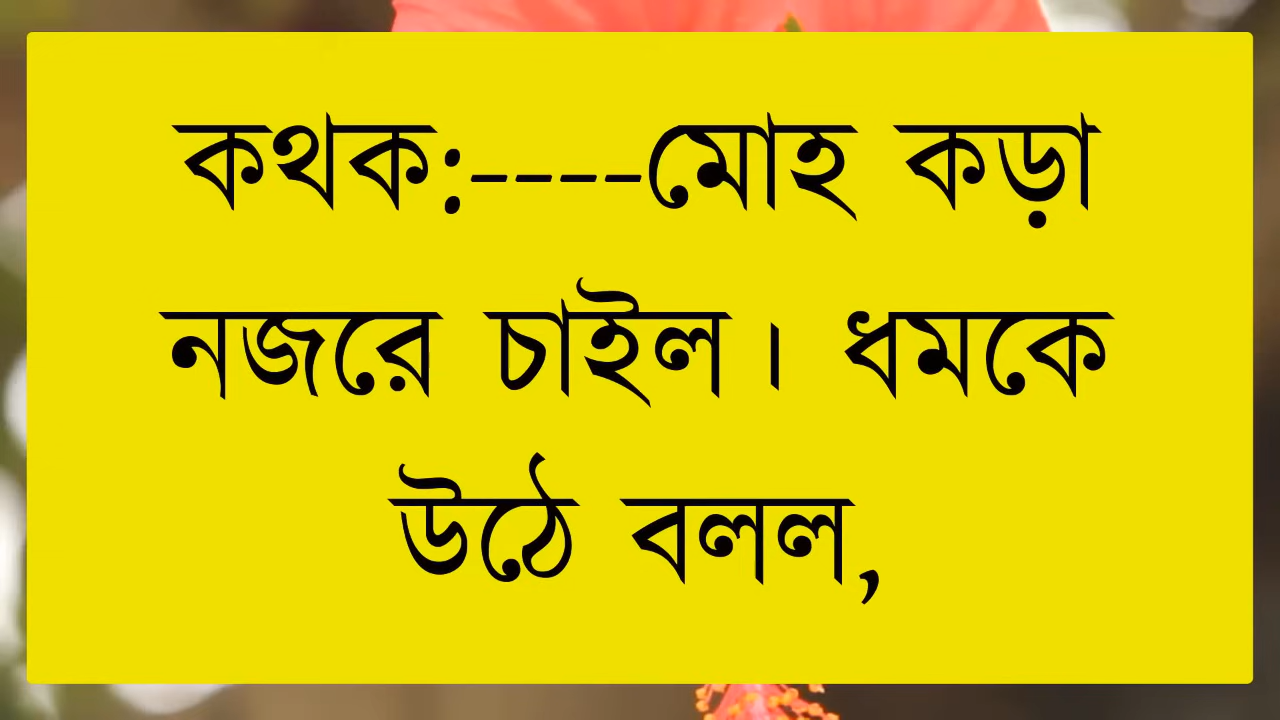 কথক:----মোহ কড়া
নজরে চাইল। ধমকে
উঠে বলল,